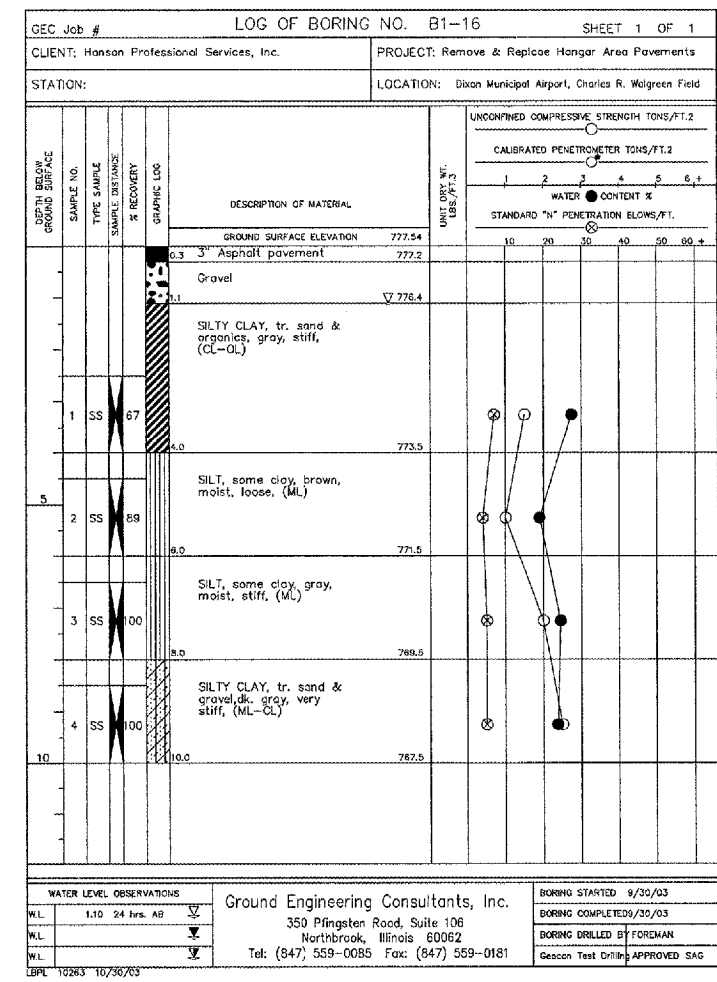 GEC Job #
LOG OF BORING NO. B1-16
SHEET 1 OF 1
CLIENT: Hanson Professional Services, Inc.
PROJECT: Remove & Replcae Hangar Area Pavements
STATION:
LOCATION: Dixon Municipal Airport, Charles R. Walgreen Field
DEPTH BELOW GROUND SURFACE
SAMPLE NO.
TYPE SAMPLE
SAMPLE DISTANCE
% RECOVERY
GRAPHIC LOG
DESCRIPTION OF MATERIAL
GROUND SURFACE ELEVATION 777.54
UNIT DRY WT. LBS./FT.3
UNCONFINED COMPRESSIVE STRENGTH TONS/FT.2
CALIBRATED PENETROMETER TONS/FT.2
1 2 3 4 5 6 +
WATER CONTENT %
STANDARD "N" PENETRATION BLOWS/FT.
10 20 30 40 50 60 +
0.3 3" Asphalt pavement 777.2
Gravel
1.1 776.4
SILTY CLAY, tr. sand &
organics, gray, stiff,
(CL-OL)
1 SS 67
4.0 773.5
SILT, some clay, brown,
moist, loose, (ML)
5
2 SS 89
6.0 771.5
SILT, some clay, gray,
moist, stiff, (ML)
3 SS 100
8.0 769.5
SILTY CLAY, tr. sand &
gravel,dk. gray, very
stiff, (ML-CL)
4 SS 100
10 10.0 767.5
WATER LEVEL OBSERVATIONS
W.L. 1.10 24 hrs. AB
W.L.
W.L.
Ground Engineering Consultants, Inc.
350 Pfingsten Road, Suite 106
Northbrook, Illinois 60062
Tel: (847) 559-0085 Fax: (847) 559-0181
BORING STARTED 9/30/03
BORING COMPLETED 9/30/03
BORING DRILLED BY FOREMAN
Geocon Test Drilling APPROVED SAG
LBPL 10263 10/30/03